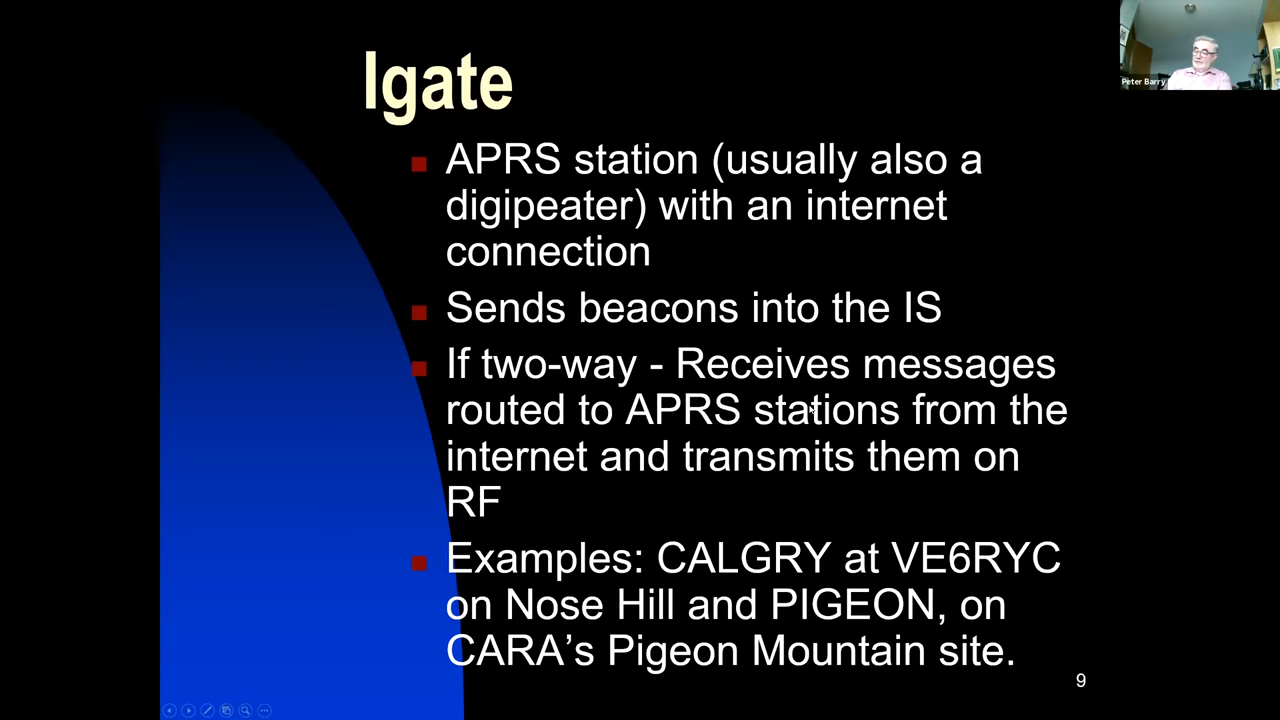 Igate
Peter Barry
APRS station (usually also a
digipeater) with an internet
connection
Sends beacons into the IS
If two-way - Receives messages
routed to APRS stations from the
internet and transmits them on
RF
Examples: CALGRY at VE6RYC
on Nose Hill and PIGEON, on
CARA’s Pigeon Mountain site.
9